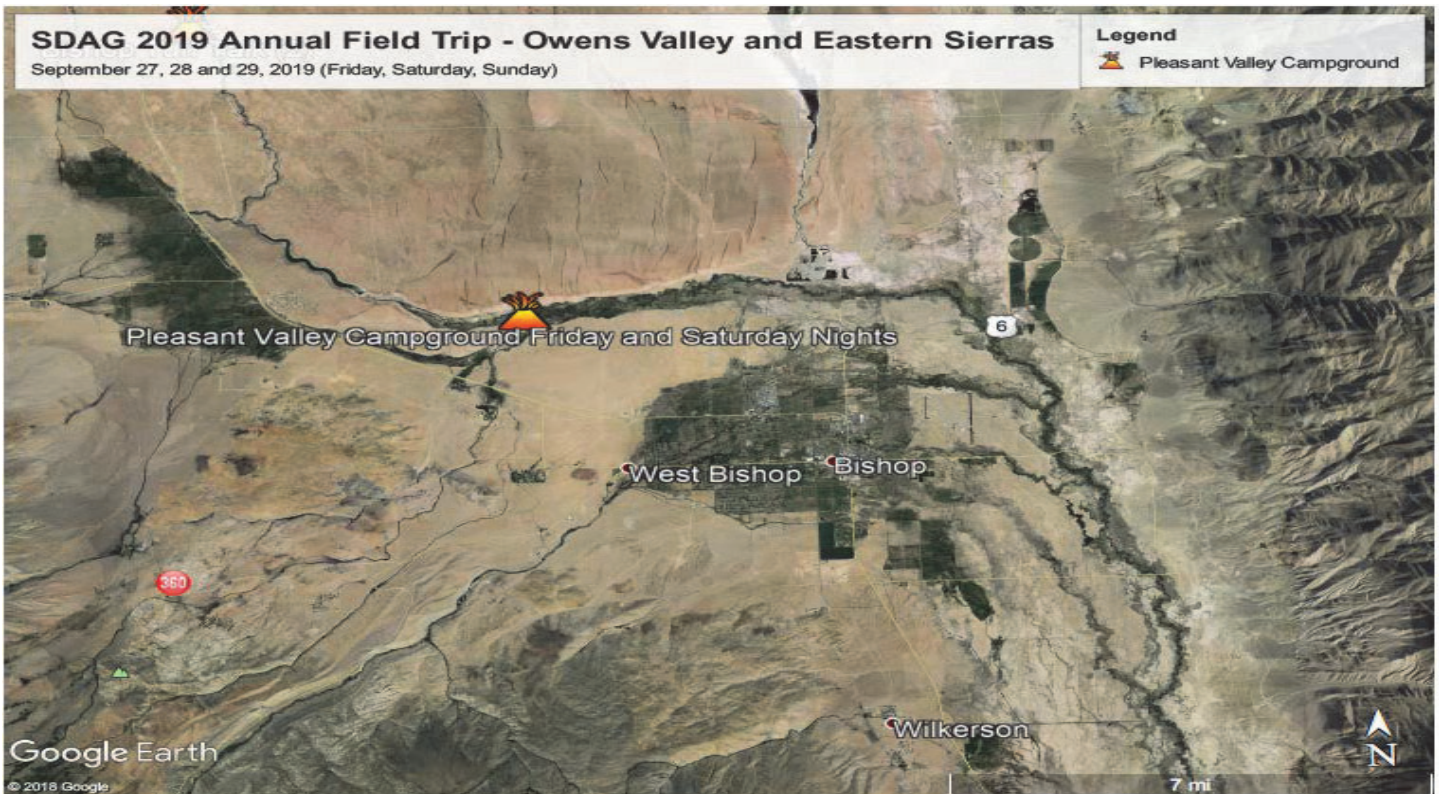 SDAG 2019 Annual Field Trip - Owens Valley and Eastern Sierras
September 27, 28 and 29, 2019 (Friday, Saturday, Sunday)
Legend
Pleasant Valley Campground
Pleasant Valley Campground Friday and Saturday Nights
6
West Bishop
Bishop
360
Wilkerson
Google Earth
© 2018 Google
N
7 mi